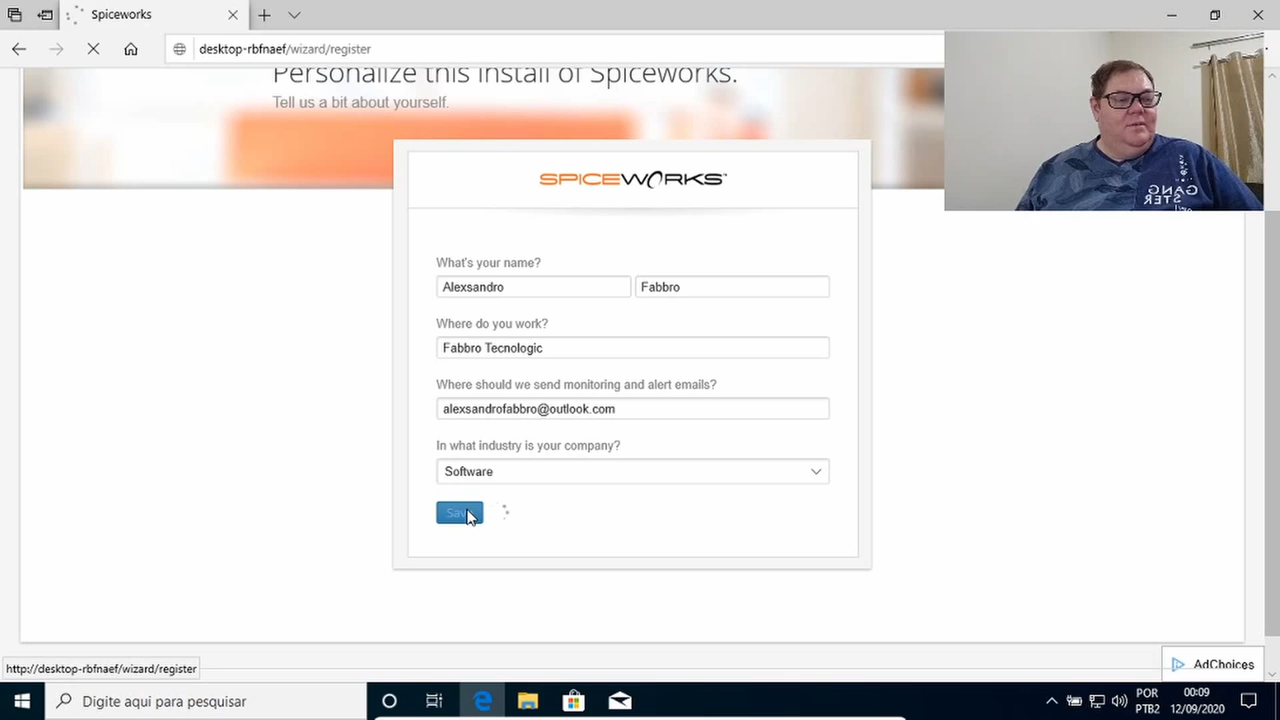 Spiceworks
desktop-rbfnaef/wizard/register
Personalize this install of Spiceworks.
Tell us a bit about yourself.
SPICEWORKS™
What's your name?
Alexsandro Fabbro
Where do you work?
Fabbro Tecnologic
Where should we send monitoring and alert emails?
alexsandrofabbro@outlook.com
In what industry is your company?
Software
GANG
STER
http://desktop-rbfnaef/wizard/register
AdChoices
Digite aqui para pesquisar
POR
PTB2
00:09
12/09/2020